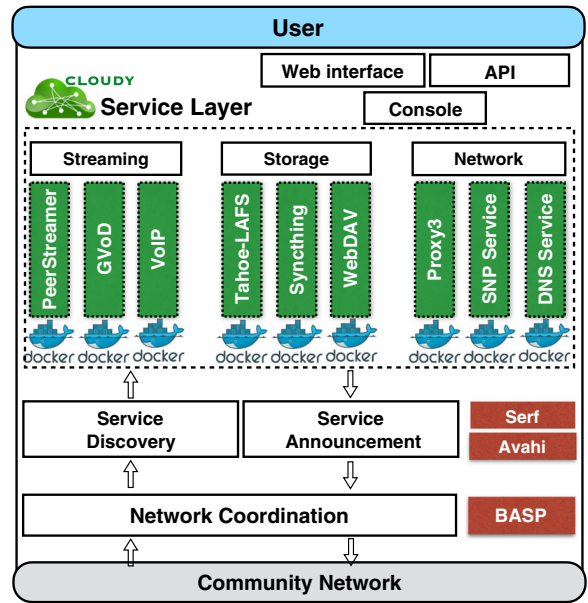 User
Web interface
API
CLOUDY
Service Layer
Console
Streaming
Storage
Network
PeerStreamer
GVoD
VoIP
Tahoe-LAFS
Syncthing
WebDAV
Proxy3
SNP Service
DNS Service
docker
docker
docker
docker
docker
docker
docker
docker
docker
Service
Discovery
Service
Announcement
Serf
Avahi
Network Coordination
BASP
Community Network